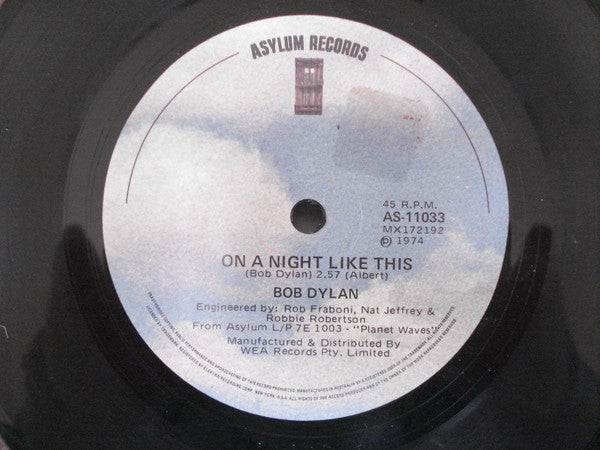 ASYLUM RECORDS
45 R.P.M.
AS-11033
MX172192
Ⓟ 1974
ON A NIGHT LIKE THIS
(Bob Dylan) 2.57 (Albert)
BOB DYLAN
Engineered by: Rob Fraboni, Nat Jeffrey &
Robbie Robertson
From Asylum L/P 7E 1003 - "Planet Waves"
Manufactured & Distributed By
WEA Records Pty. Limited